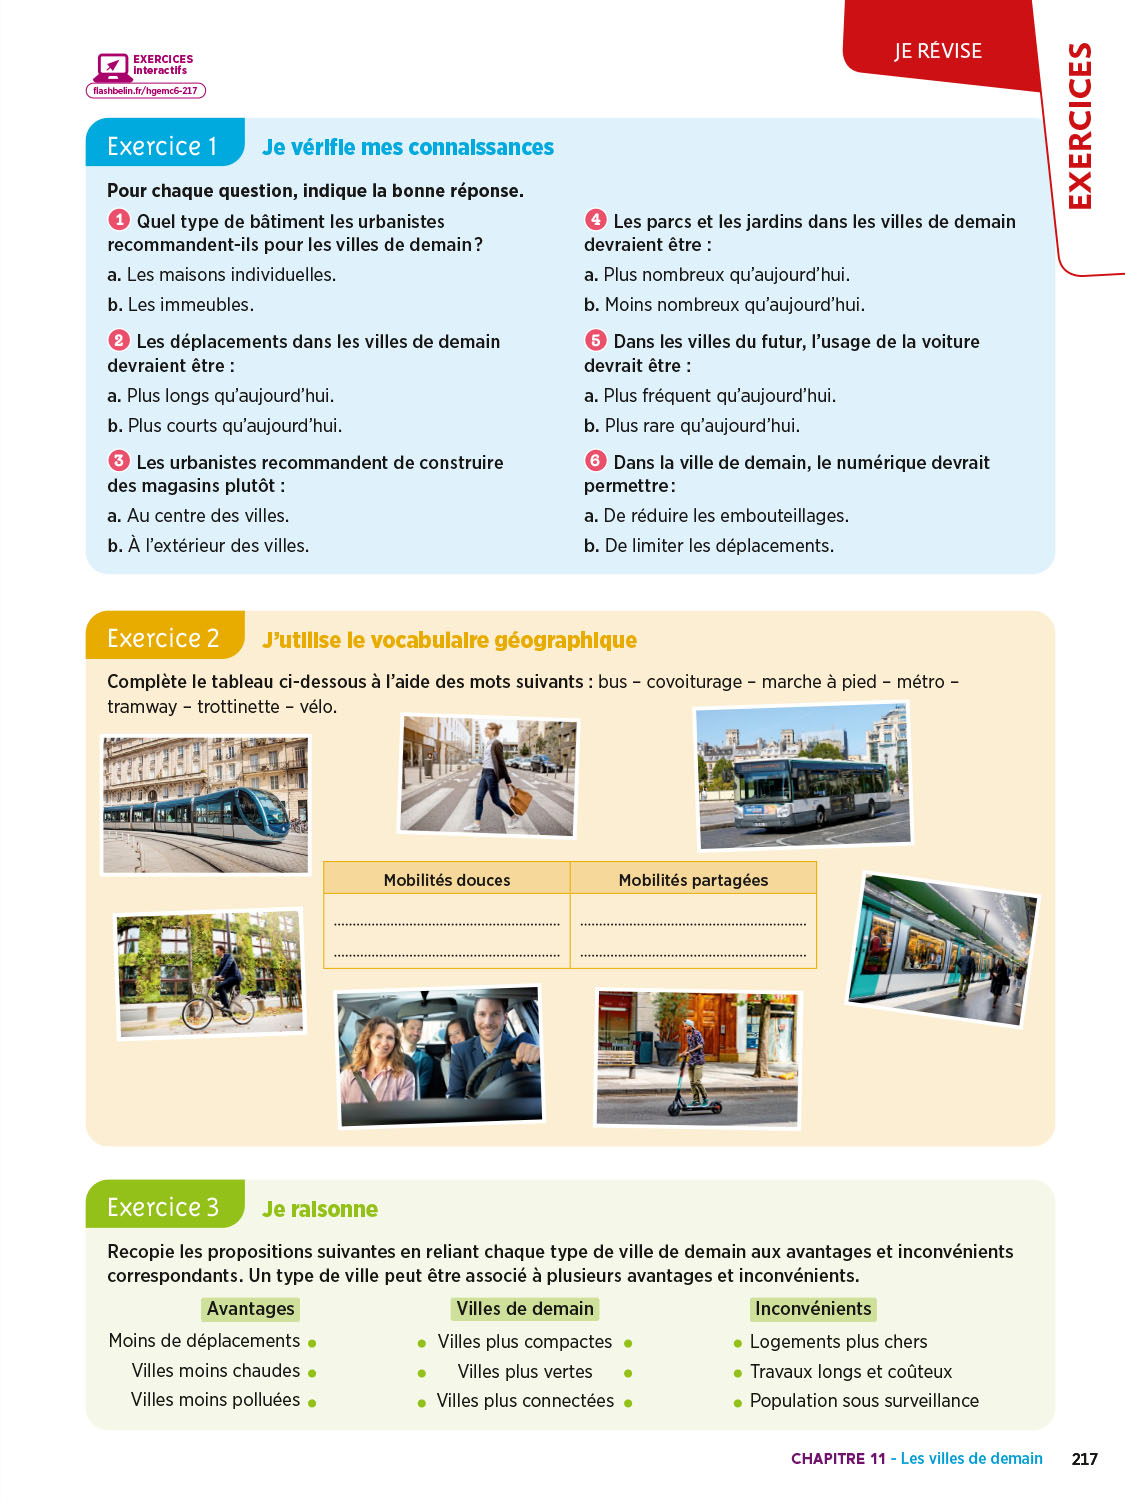 EXERCICES
interactifs
flashbelin.fr/hgemc6-217
JE RÉVISE
EXERCICES
Exercice 1
Je vérifie mes connaissances
Pour chaque question, indique la bonne réponse.
1 Quel type de bâtiment les urbanistes
recommandent-ils pour les villes de demain ?
a. Les maisons individuelles.
b. Les immeubles.
2 Les déplacements dans les villes de demain
devraient être :
a. Plus longs qu'aujourd'hui.
b. Plus courts qu'aujourd'hui.
3 Les urbanistes recommandent de construire
des magasins plutôt :
a. Au centre des villes.
b. À l'extérieur des villes.
4 Les parcs et les jardins dans les villes de demain
devraient être :
a. Plus nombreux qu'aujourd'hui.
b. Moins nombreux qu'aujourd'hui.
5 Dans les villes du futur, l'usage de la voiture
devrait être :
a. Plus fréquent qu'aujourd'hui.
b. Plus rare qu'aujourd'hui.
6 Dans la ville de demain, le numérique devrait
permettre :
a. De réduire les embouteillages.
b. De limiter les déplacements.
Exercice 2
J'utilise le vocabulaire géographique
Complète le tableau ci-dessous à l'aide des mots suivants : bus – covoiturage – marche à pied – métro –
tramway – trottinette – vélo.
Mobilités douces
Mobilités partagées
Exercice 3
Je raisonne
Recopie les propositions suivantes en reliant chaque type de ville de demain aux avantages et inconvénients
correspondants. Un type de ville peut être associé à plusieurs avantages et inconvénients.
Avantages
Villes de demain
Inconvénients
Moins de déplacements • • Villes plus compactes • • Logements plus chers
Villes moins chaudes • • Villes plus vertes • • Travaux longs et coûteux
Villes moins polluées • • Villes plus connectées • • Population sous surveillance
CHAPITRE 11 - Les villes de demain 217